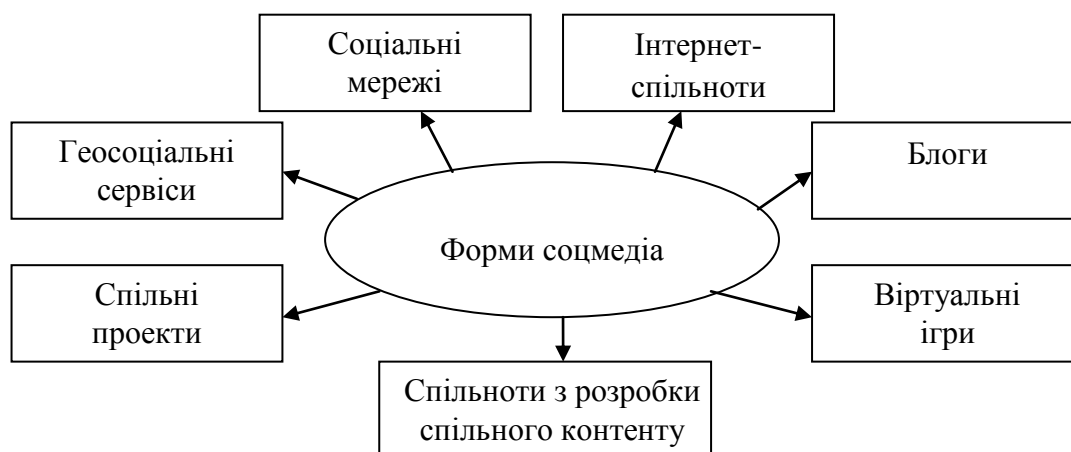 Соціальні
мережі
Інтернет-
спільноти
Геосоціальні
сервіси
Блоги
Форми соцмедіа
Спільні
проекти
Віртуальні
ігри
Спільноти з розробки
спільного контенту